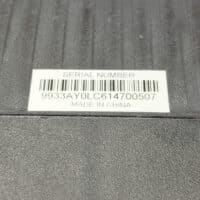 SERIAL NUMBER
9933AY0LC614700507
MADE IN CHINA